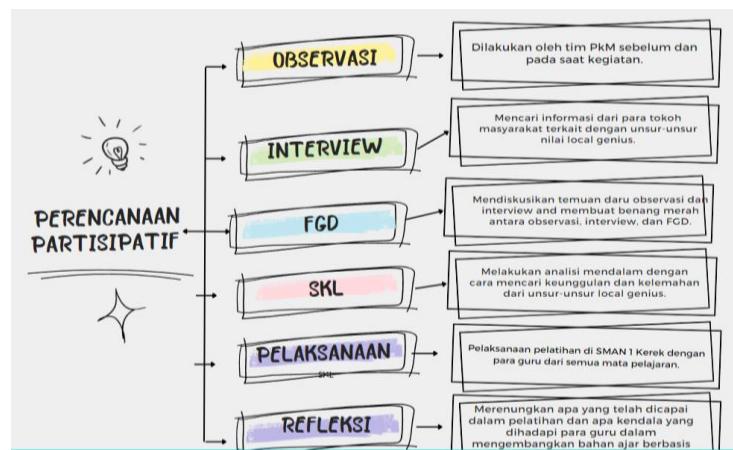 PERENCANAAN
PARTISIPATIF
OBSERVASI
Dilakukan oleh tim PkM sebelum dan
pada saat kegiatan.
INTERVIEW
Mencari informasi dari para tokoh
masyarakat terkait dengan unsur-unsur
nilai local genius.
FGD
Mendiskusikan temuan daru observasi dan
interview and membuat benang merah
antara observasi, interview, dan FGD.
SKL
Melakukan analisi mendalam dengan
cara mencari keunggulan dan kelemahan
dari unsur-unsur local genius.
PELAKSANAAN
SKL
Pelaksanaan pelatihan di SMAN 1 Kerek dengan
para guru dari semua mata pelajaran.
REFLEKSI
Merenungkan apa yang telah dicapai
dalam pelatihan dan apa kendala yang
dihadapi para guru dalam
mengembangkan bahan ajar berbasis